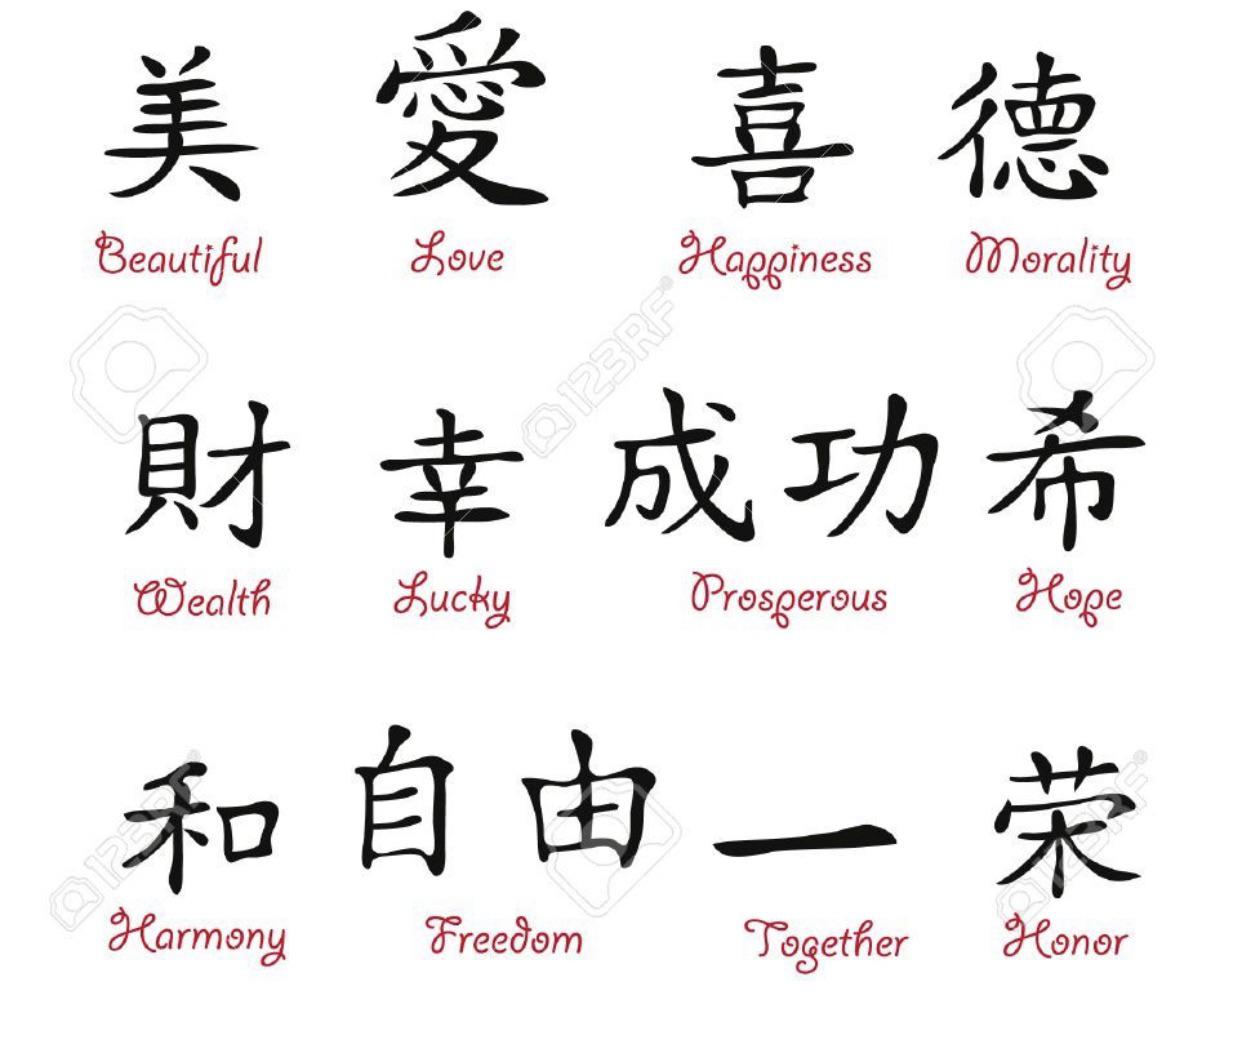 美 愛 喜 德
Beautiful Love Happiness Morality
財 幸 成功 希
Wealth Lucky Prosperous Hope
和 自由 一 荣
Harmony Freedom Together Honor
123RF
123RF
123RF